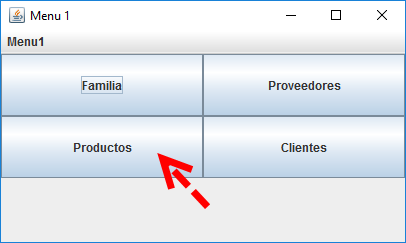 Menu 1
Menu1
Familia
Proveedores
Productos
Clientes